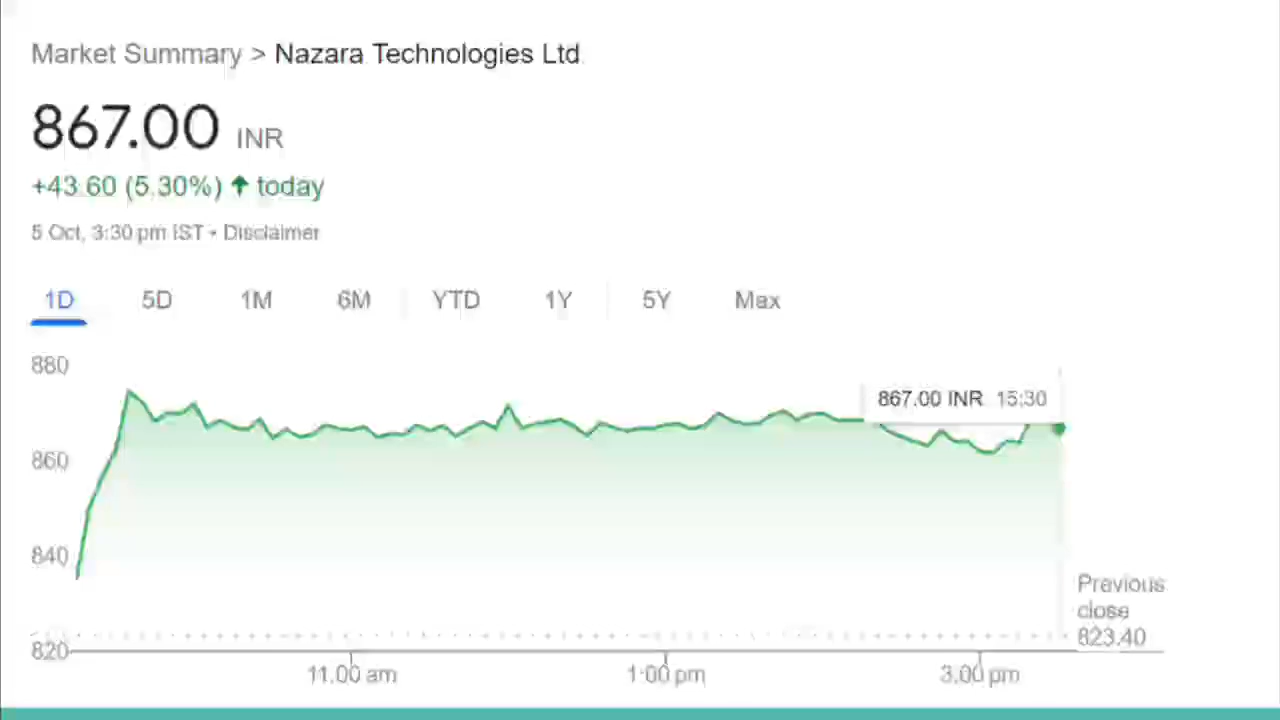 Market Summary > Nazara Technologies Ltd
867.00 INR
+43.60 (5.30%) ↑ today
5 Oct, 3:30 pm IST • Disclaimer
1D 5D 1M 6M YTD 1Y 5Y Max
880
867.00 INR 15:30
860
840
Previous
close
823.40
820
11:00 am 1:00 pm 3:00 pm